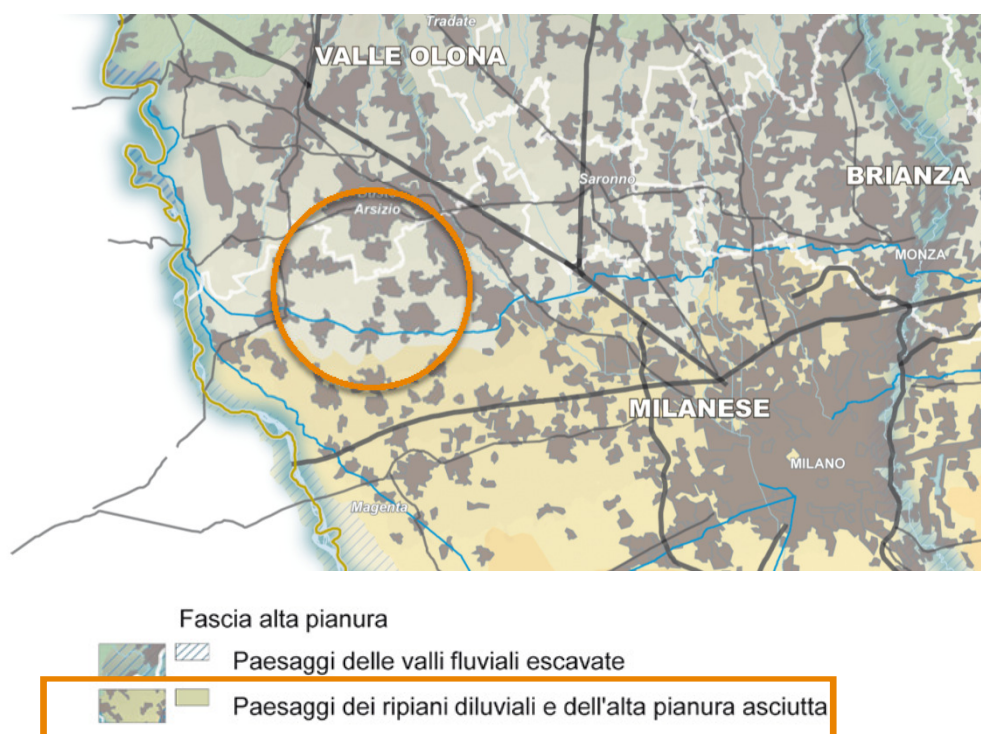 Tradate
VALLE OLONA
Saronno
BRIANZA
Busto
Arsizio
MONZA
MILANESE
MILANO
Magenta
Fascia alta pianura
Paesaggi delle valli fluviali escavate
Paesaggi dei ripiani diluviali e dell'alta pianura asciutta